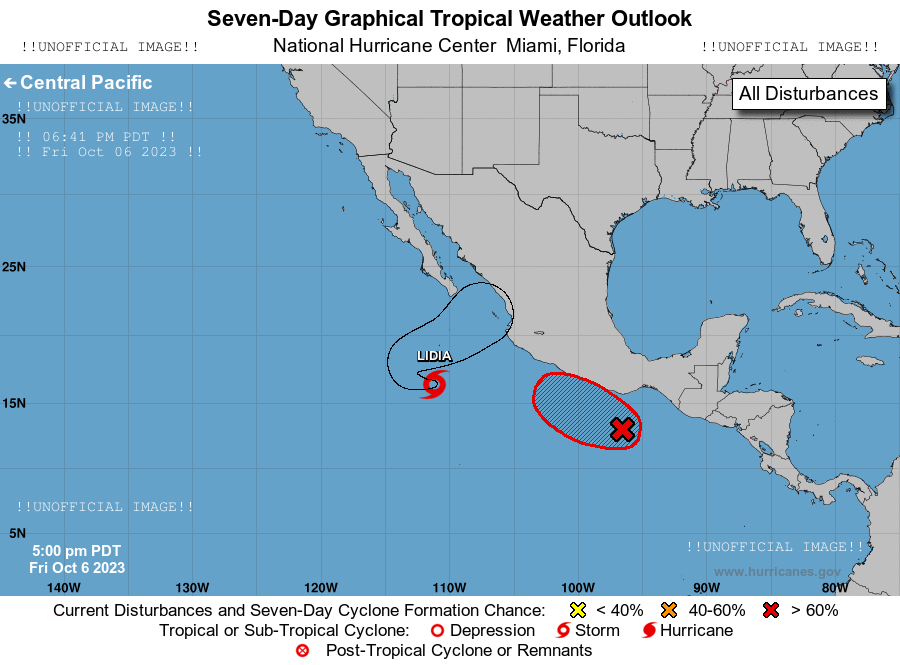 Seven-Day Graphical Tropical Weather Outlook
!!UNOFFICIAL IMAGE!! National Hurricane Center Miami, Florida !!UNOFFICIAL IMAGE!!
← Central Pacific
All Disturbances
!!UNOFFICIAL IMAGE!!
35N
!! 06:41 PM PDT !!
!! Fri Oct 06 2023 !!
25N
LIDIA
15N
!!UNOFFICIAL IMAGE!!
5N
!!UNOFFICIAL IMAGE!!
5:00 pm PDT
Fri Oct 6 2023
www.hurricanes.gov
140W 130W 120W 110W 100W 90W 80W
Current Disturbances and Seven-Day Cyclone Formation Chance: < 40% 40-60% > 60%
Tropical or Sub-Tropical Cyclone: Depression Storm Hurricane
Post-Tropical Cyclone or Remnants